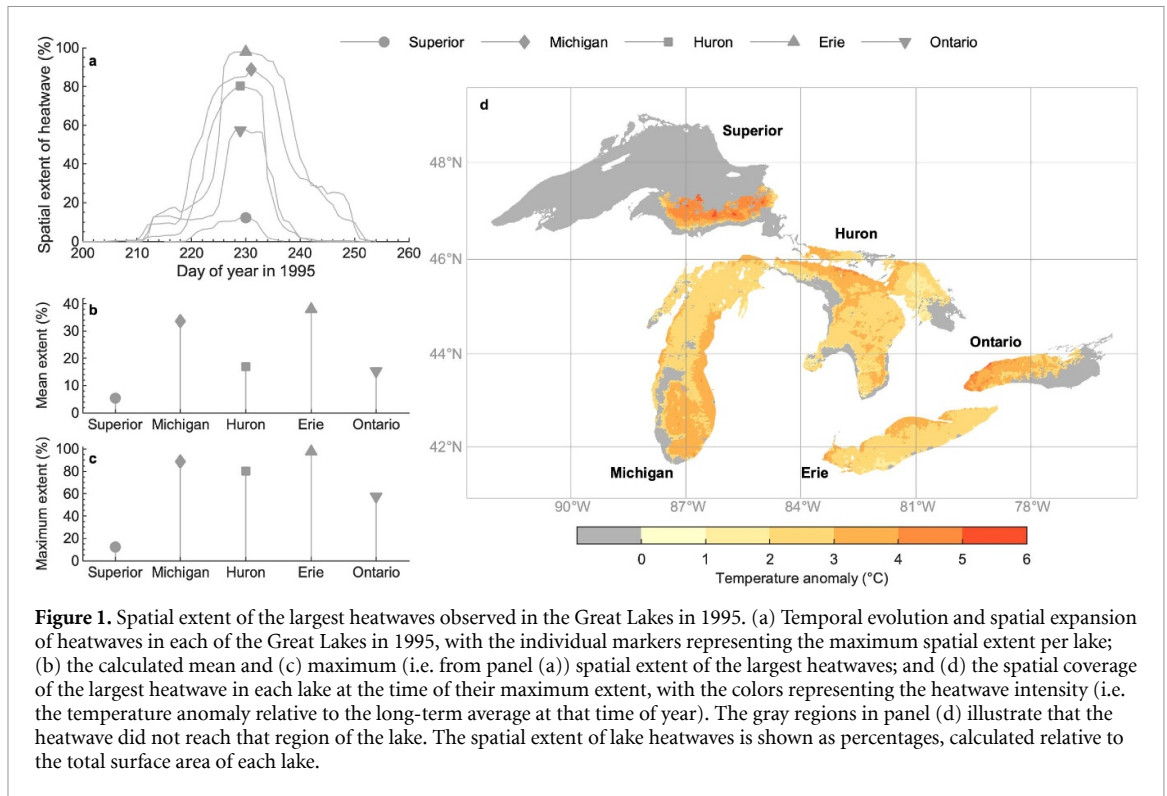 Superior Michigan Huron Erie Ontario
a
100
80
60
40
20
0
Spatial extent of heatwave (%)
200 210 220 230 240 250 260
Day of year in 1995
b
40
30
20
10
0
Mean extent (%)
Superior Michigan Huron Erie Ontario
c
100
80
60
40
20
0
Maximum extent (%)
Superior Michigan Huron Erie Ontario
d
Superior
48°N
Huron
46°N
Ontario
44°N
42°N
Michigan
Erie
90°W 87°W 84°W 81°W 78°W
0 1 2 3 4 5 6
Temperature anomaly (°C)
Figure 1. Spatial extent of the largest heatwaves observed in the Great Lakes in 1995. (a) Temporal evolution and spatial expansion
of heatwaves in each of the Great Lakes in 1995, with the individual markers representing the maximum spatial extent per lake;
(b) the calculated mean and (c) maximum (i.e. from panel (a)) spatial extent of the largest heatwaves; and (d) the spatial coverage
of the largest heatwave in each lake at the time of their maximum extent, with the colors representing the heatwave intensity (i.e.
the temperature anomaly relative to the long-term average at that time of year). The gray regions in panel (d) illustrate that the
heatwave did not reach that region of the lake. The spatial extent of lake heatwaves is shown as percentages, calculated relative to
the total surface area of each lake.